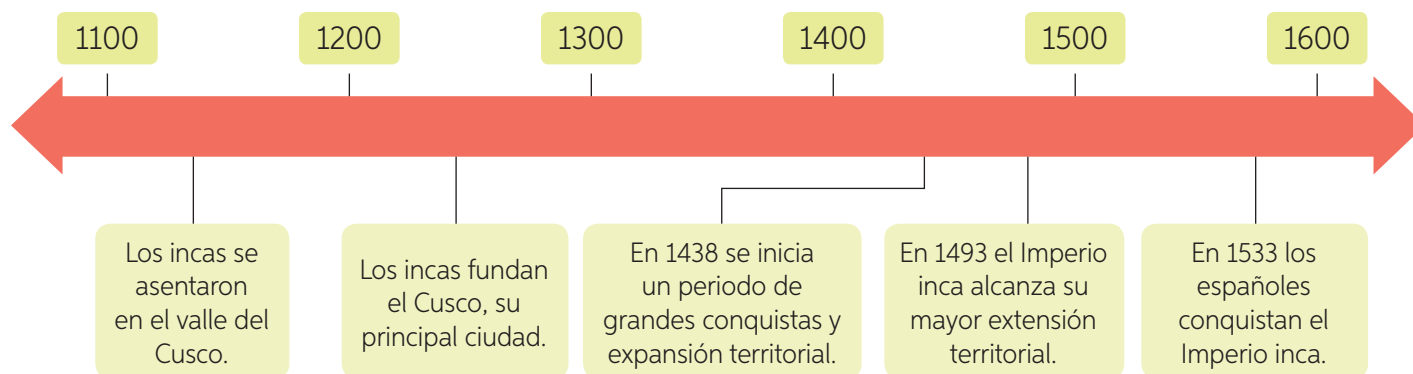 1100
1200
1300
1400
1500
1600
Los incas se
asentaron
en el valle del
Cusco.
Los incas fundan
el Cusco, su
principal ciudad.
En 1438 se inicia
un periodo de
grandes conquistas y
expansión territorial.
En 1493 el Imperio
inca alcanza su
mayor extensión
territorial.
En 1533 los
españoles
conquistan el
Imperio inca.